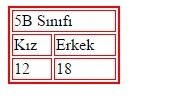 5B Sınıfı
Kız Erkek
12 18